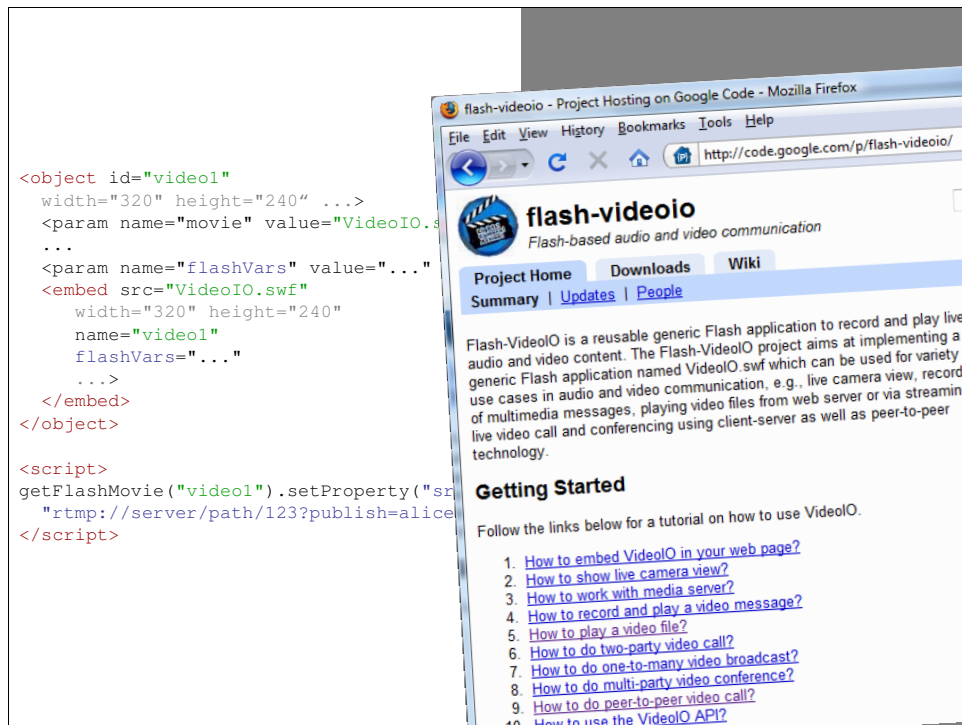 <object id="video1"
width="320" height="240“ ...>
<param name="movie" value="VideoIO.s
...
<param name="flashVars" value="..."
<embed src="VideoIO.swf"
width="320" height="240"
name="video1"
flashVars="..."
...>
</embed>
</object>
<script>
getFlashMovie("video1").setProperty("sr
"rtmp://server/path/123?publish=alice
</script>
flash-videoio - Project Hosting on Google Code - Mozilla Firefox
File Edit View History Bookmarks Tools Help
http://code.google.com/p/flash-videoio/
flash-videoio
Flash-based audio and video communication
Project Home Downloads Wiki
Summary | Updates | People
Flash-VideoIO is a reusable generic Flash application to record and play live
audio and video content. The Flash-VideoIO project aims at implementing a
generic Flash application named VideoIO.swf which can be used for variety
use cases in audio and video communication, e.g., live camera view, record
of multimedia messages, playing video files from web server or via streamin
live video call and conferencing using client-server as well as peer-to-peer
technology.
Getting Started
Follow the links below for a tutorial on how to use VideoIO.
1. How to embed VideoIO in your web page?
2. How to show live camera view?
3. How to work with media server?
4. How to record and play a video message?
5. How to play a video file?
6. How to do two-party video call?
7. How to do one-to-many video broadcast?
8. How to do multi-party video conference?
9. How to do peer-to-peer video call?
10. How to use the VideoIO API?